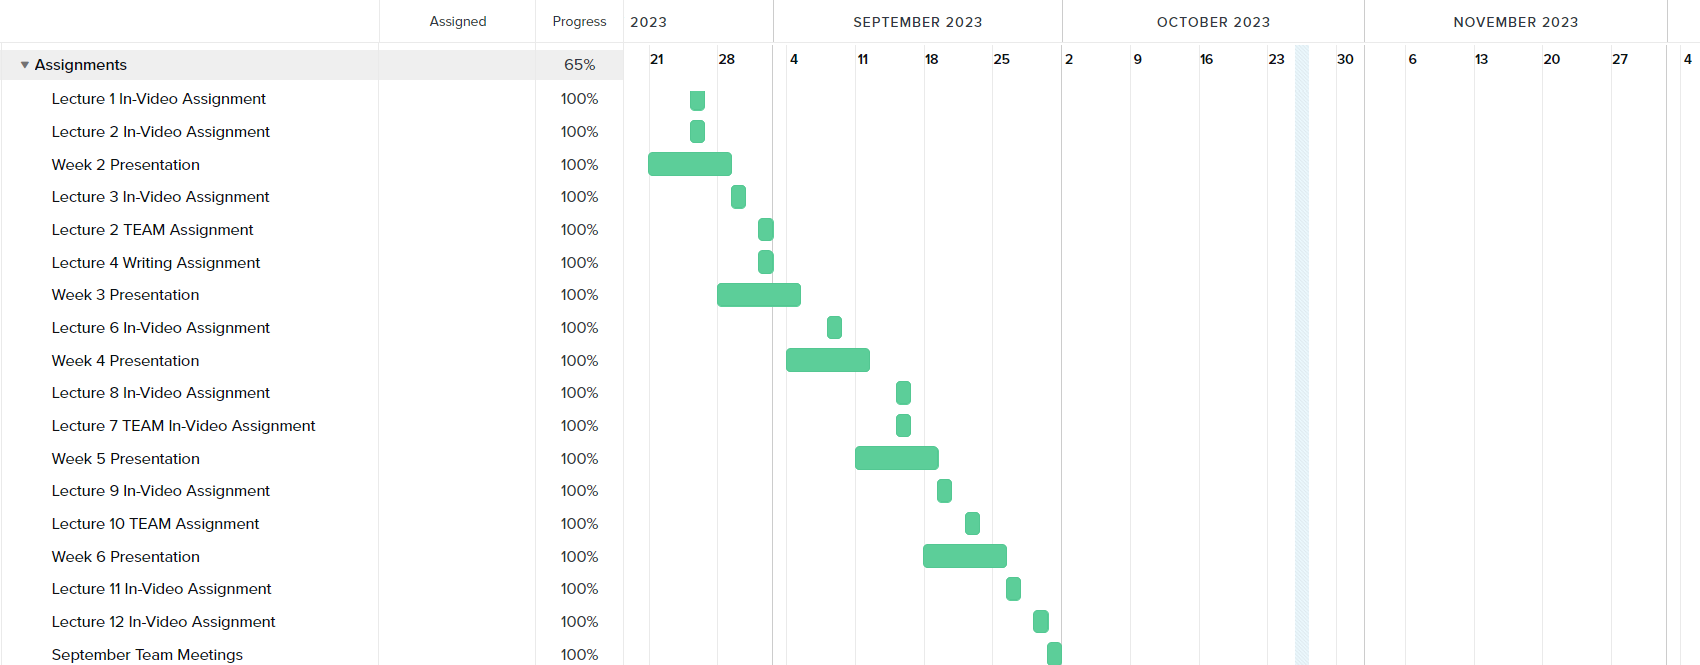 Assigned Progress 2023 SEPTEMBER 2023 OCTOBER 2023 NOVEMBER 2023
21 28 4 11 18 25 2 9 16 23 30 6 13 20 27 4
Assignments 65%
Lecture 1 In-Video Assignment 100%
Lecture 2 In-Video Assignment 100%
Week 2 Presentation 100%
Lecture 3 In-Video Assignment 100%
Lecture 2 TEAM Assignment 100%
Lecture 4 Writing Assignment 100%
Week 3 Presentation 100%
Lecture 6 In-Video Assignment 100%
Week 4 Presentation 100%
Lecture 8 In-Video Assignment 100%
Lecture 7 TEAM In-Video Assignment 100%
Week 5 Presentation 100%
Lecture 9 In-Video Assignment 100%
Lecture 10 TEAM Assignment 100%
Week 6 Presentation 100%
Lecture 11 In-Video Assignment 100%
Lecture 12 In-Video Assignment 100%
September Team Meetings 100%